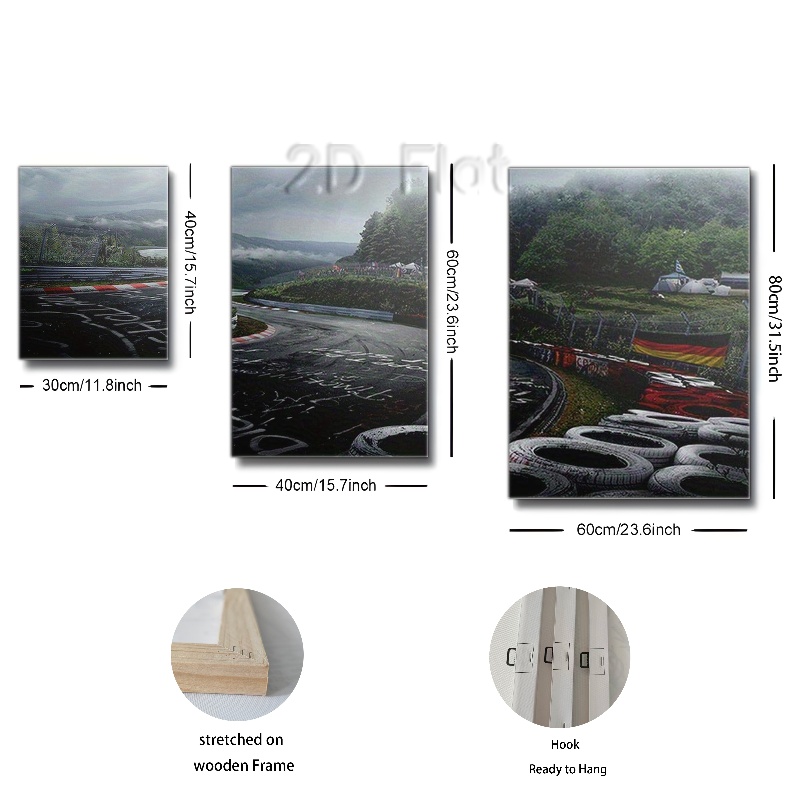 2D Flat
40cm/15.7inch
30cm/11.8inch
60cm/23.6inch
40cm/15.7inch
80cm/31.5inch
60cm/23.6inch
stretched on
wooden Frame
Hook
Ready to Hang